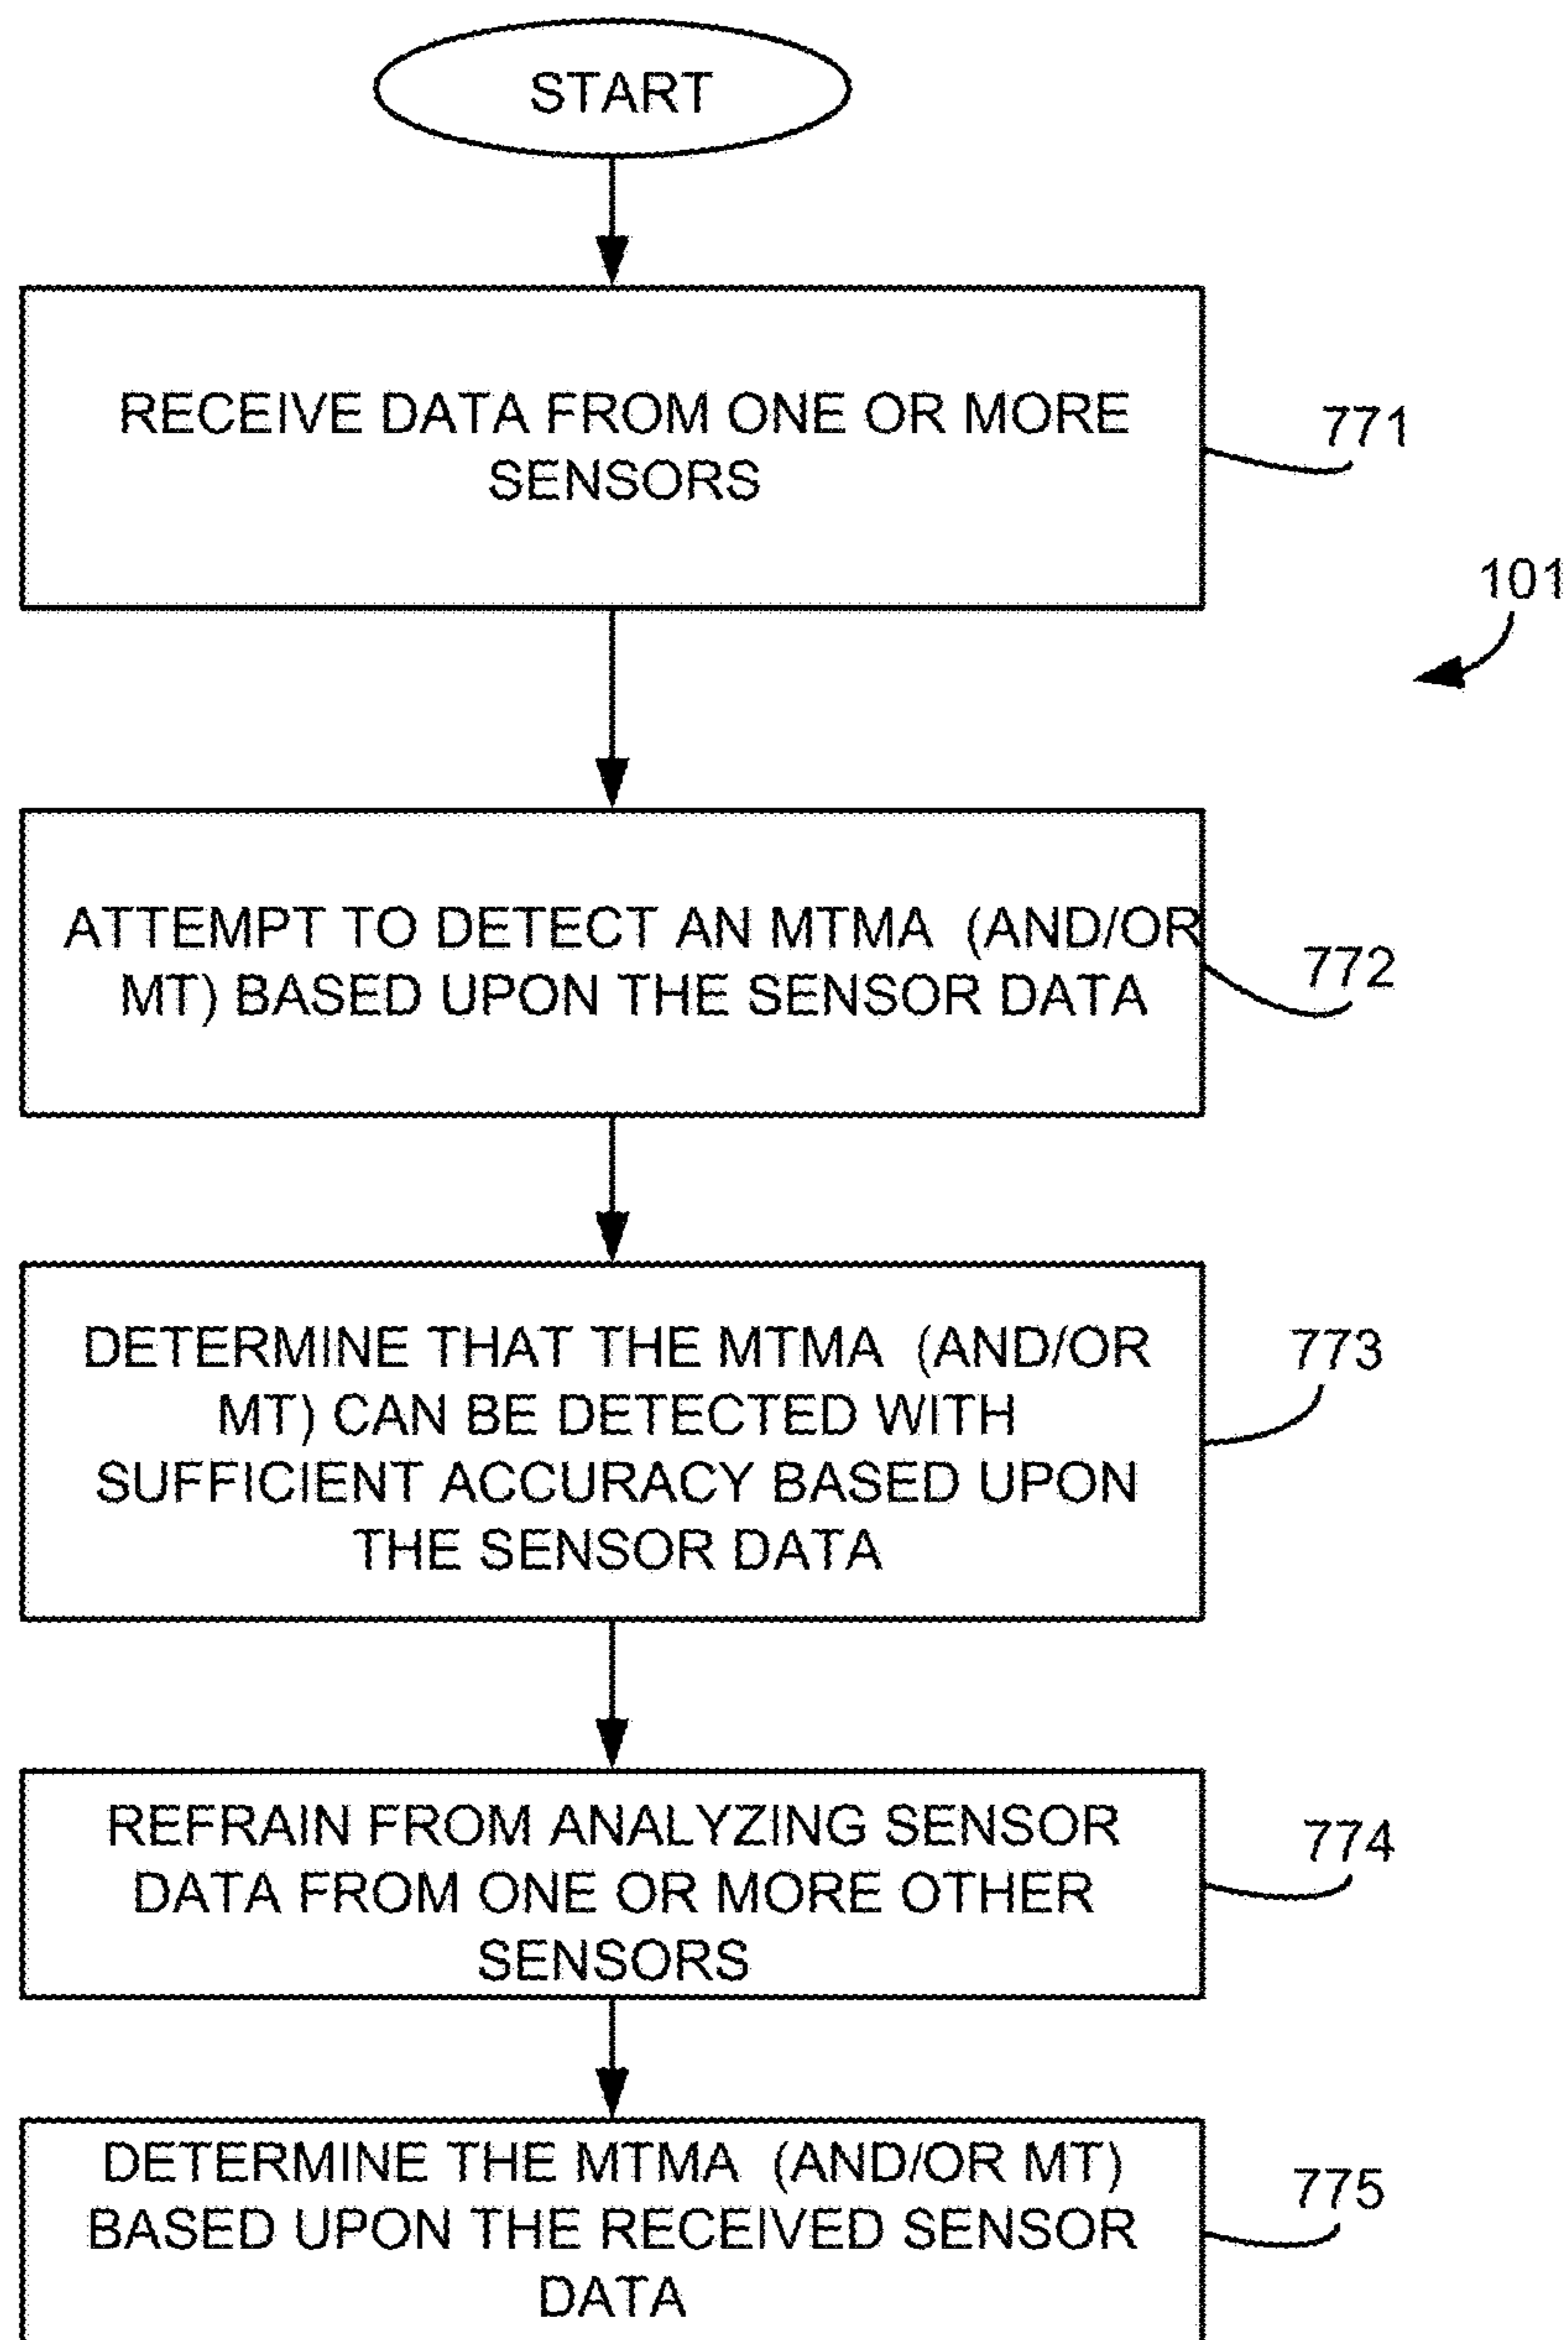 START
RECEIVE DATA FROM ONE OR MORE
SENSORS
771
101
ATTEMPT TO DETECT AN MTMA (AND/OR
MT) BASED UPON THE SENSOR DATA
772
DETERMINE THAT THE MTMA (AND/OR
MT) CAN BE DETECTED WITH
SUFFICIENT ACCURACY BASED UPON
THE SENSOR DATA
773
REFRAIN FROM ANALYZING SENSOR
DATA FROM ONE OR MORE OTHER
SENSORS
774
DETERMINE THE MTMA (AND/OR MT)
BASED UPON THE RECEIVED SENSOR
DATA
775